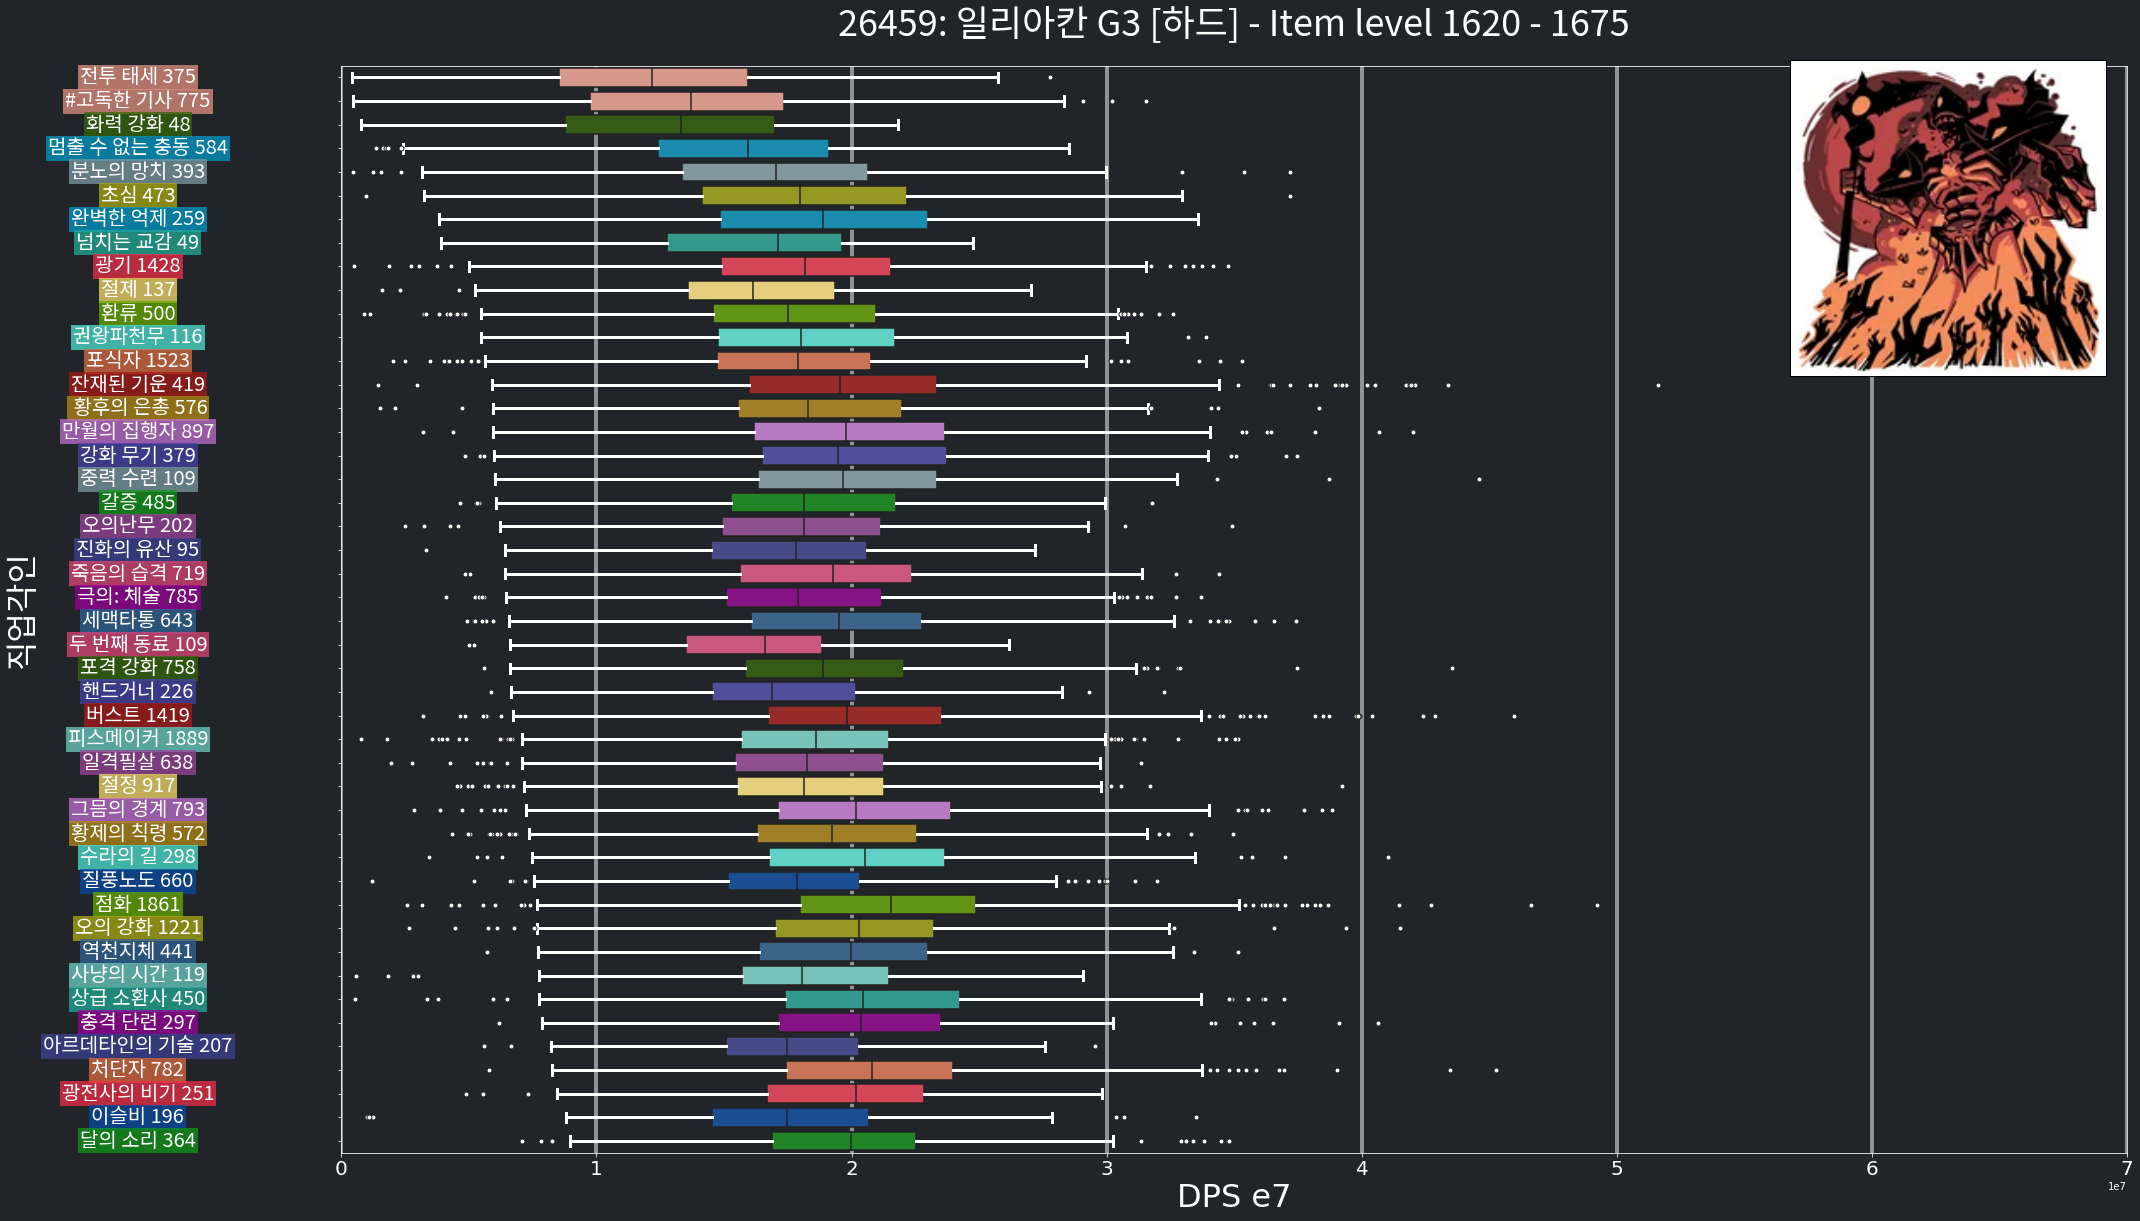 26459: 일리아칸 G3 [하드] - Item level 1620 - 1675
전투 태세 375
#고독한 기사 775
화력 강화 48
멈출 수 없는 충동 584
분노의 망치 393
초심 473
완벽한 억제 259
넘치는 교감 49
광기 1428
절제 137
환류 500
권왕파천무 116
포식자 1523
잔재된 기운 419
황후의 은총 576
만월의 집행자 897
강화 무기 379
중력 수련 109
갈증 485
오의난무 202
진화의 유산 95
죽음의 습격 719
극의: 체술 785
세맥타통 643
두 번째 동료 109
포격 강화 758
핸드거너 226
버스트 1419
피스메이커 1889
일격필살 638
절정 917
그믐의 경계 793
황제의 칙령 572
수라의 길 298
질풍노도 660
점화 1861
오의 강화 1221
역천지체 441
사냥의 시간 119
상급 소환사 450
충격 단련 297
아르데타인의 기술 207
처단자 782
광전사의 비기 251
이슬비 196
달의 소리 364
직업각인
0 1 2 3 4 5 6 7
1e7
DPS e7